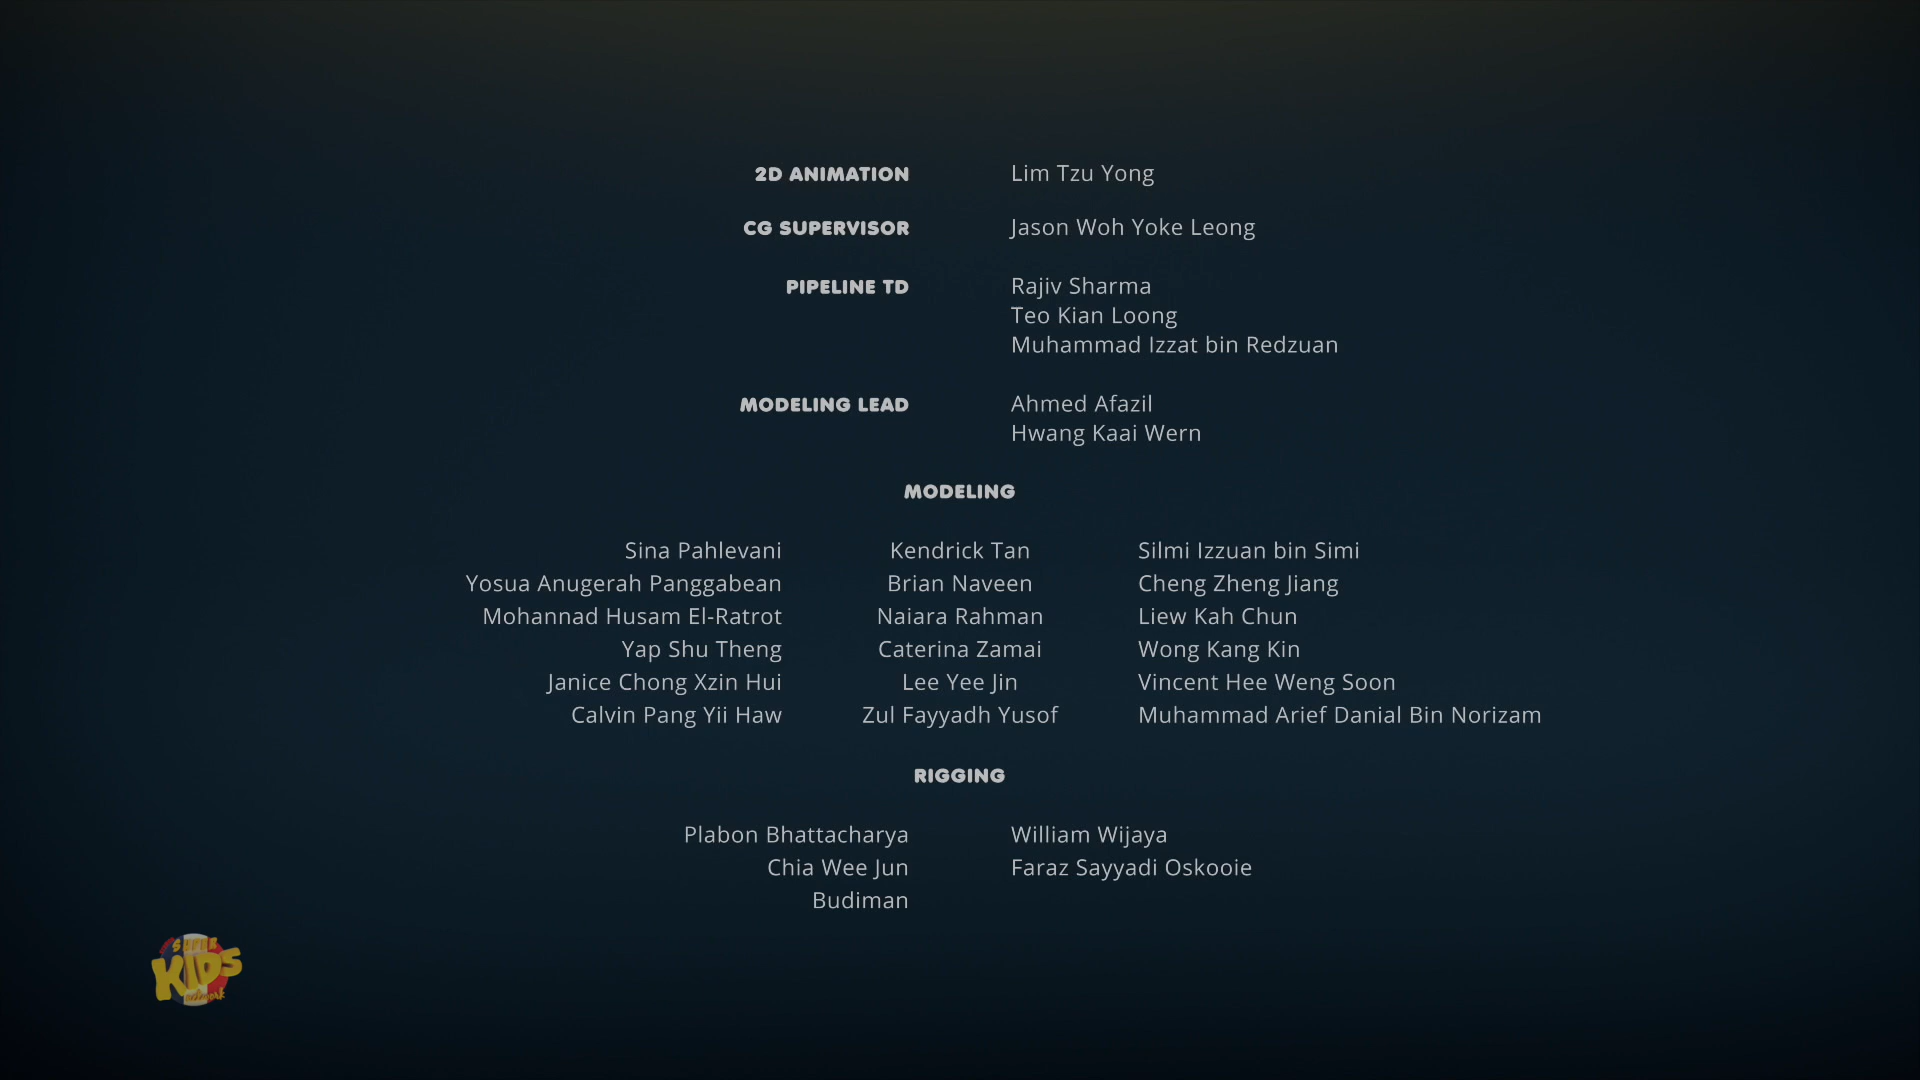 2D ANIMATION Lim Tzu Yong
CG SUPERVISOR Jason Woh Yoke Leong
PIPELINE TD Rajiv Sharma
Teo Kian Loong
Muhammad Izzat bin Redzuan
MODELING LEAD Ahmed Afazil
Hwang Kaai Wern
MODELING
Sina Pahlevani Kendrick Tan Silmi Izzuan bin Simi
Yosua Anugerah Panggabean Brian Naveen Cheng Zheng Jiang
Mohannad Husam El-Ratrot Naiara Rahman Liew Kah Chun
Yap Shu Theng Caterina Zamai Wong Kang Kin
Janice Chong Xzin Hui Lee Yee Jin Vincent Hee Weng Soon
Calvin Pang Yii Haw Zul Fayyadh Yusof Muhammad Arief Danial Bin Norizam
RIGGING
Plabon Bhattacharya William Wijaya
Chia Wee Jun Faraz Sayyadi Oskooie
Budiman
SUPER
KIDS
network